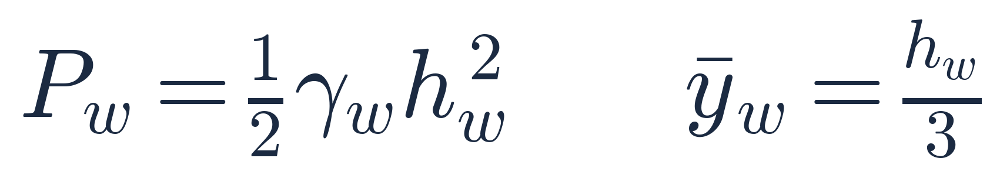 $P_w = \frac{1}{2} \gamma_w h_w^2 \qquad \bar{y}_w = \frac{h_w}{3}$